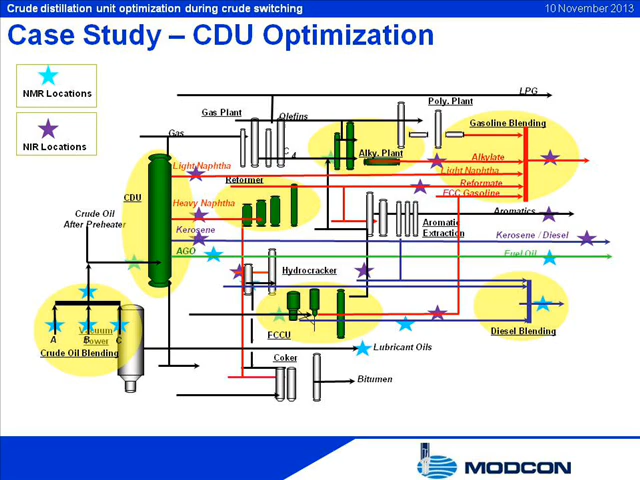 Crude distillation unit optimization during crude switching
10 November 2013
Case Study – CDU Optimization
NMR Locations
NIR Locations
LPG
Gas Plant
Olefins
Poly. Plant
Gasoline Blending
Gas
C4
Alky. Plant
Alkylate
Light Naphtha
Light Naphtha
Reformer
Reformate
FCC Gasoline
CDU
Heavy Naphtha
Aromatics
Crude Oil
After Preheater
Kerosene
Aromatic
Extraction
Kerosene / Diesel
AGO
Fuel Oil
Hydrocracker
Vacuum
Tower
A
B
C
Crude Oil Blending
FCCU
Diesel Blending
Lubricant Oils
Coker
Bitumen
MODCON